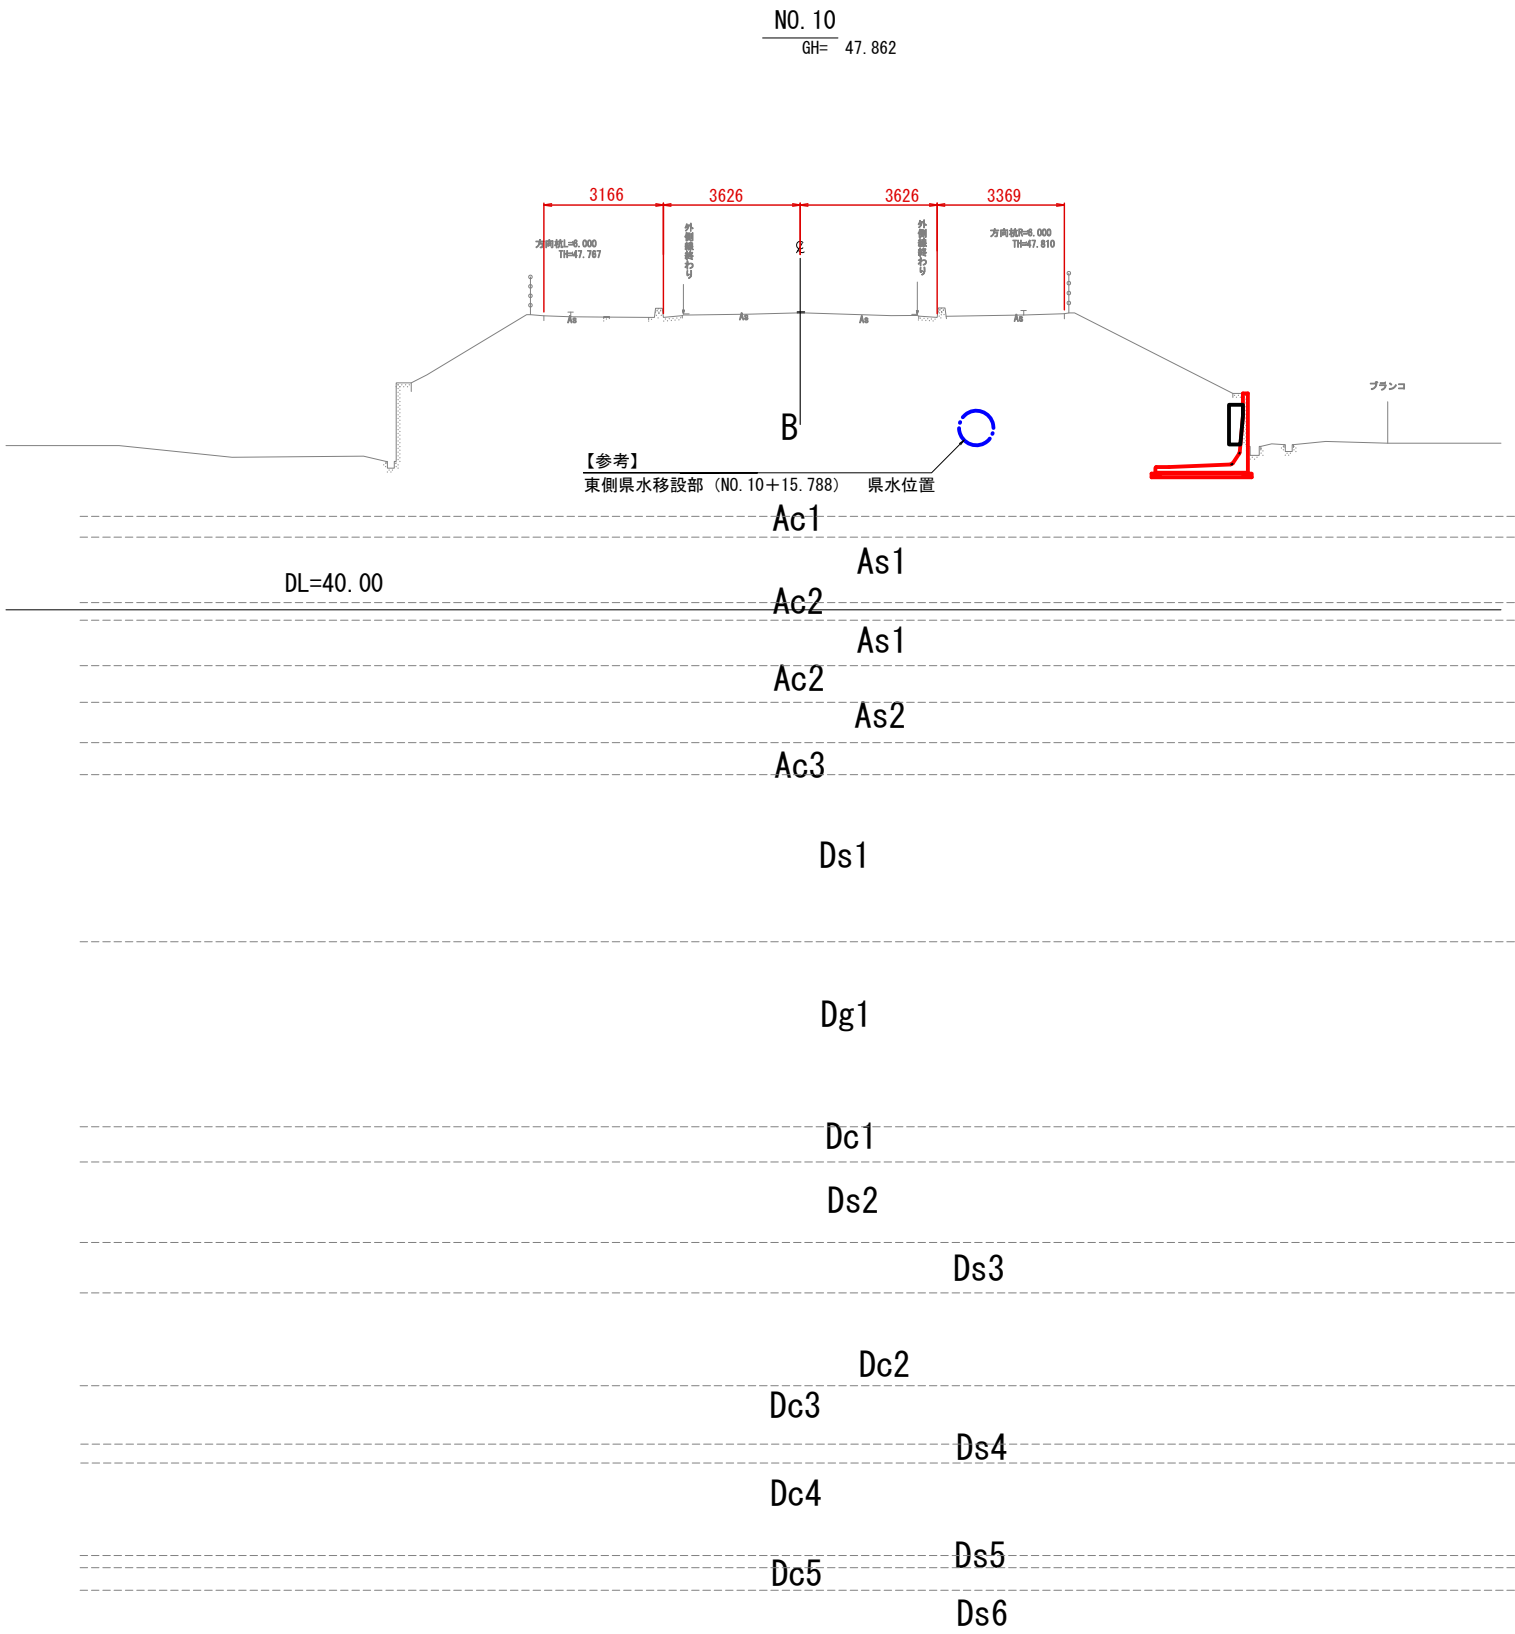 NO.10
GH= 47.862
3166 3626 3626 3369
方向杭L=6.000
TH=47.767
外側線終わり
℄
外側線終わり
方向杭R=6.000
TH=47.810
As As As As
ブランコ
B
【参考】
東側県水移設部（NO.10+15.788） 県水位置
Ac1
As1
DL=40.00
Ac2
As1
Ac2
As2
Ac3
Ds1
Dg1
Dc1
Ds2
Ds3
Dc2
Dc3
Ds4
Dc4
Ds5
Dc5
Ds6